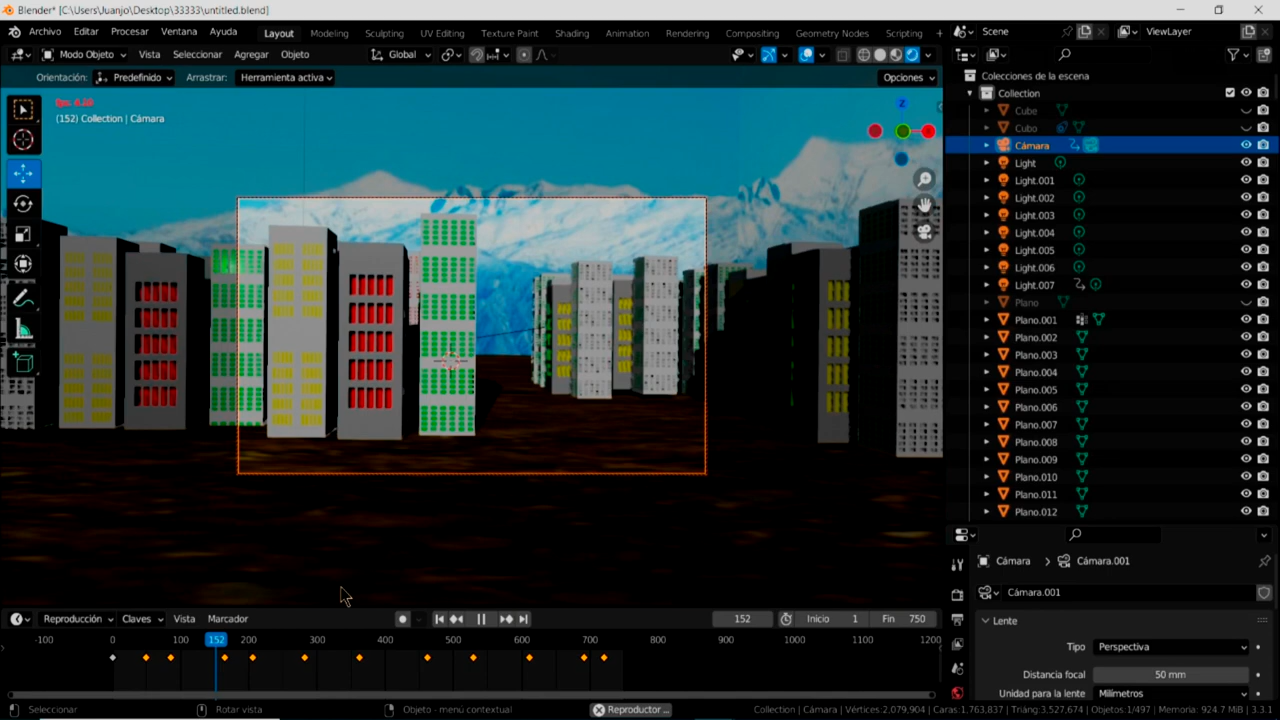 Blender* [C:\Users\Juanjo\Desktop\33333\untitled.blend]
Archivo Editar Procesar Ventana Ayuda Layout Modeling Sculpting UV Editing Texture Paint Shading Animation Rendering Compositing Geometry Nodes Scripting + Scene ViewLayer
Modo Objeto Vista Seleccionar Agregar Objeto Global
Orientación: Predefinido Arrastrar: Herramienta activa Opciones
(152) Collection | Cámara
Z
Colecciones de la escena
Collection
Cube
Cubo
Cámara
Light
Light.001
Light.002
Light.003
Light.004
Light.005
Light.006
Light.007
Plano
Plano.001
Plano.002
Plano.003
Plano.004
Plano.005
Plano.006
Plano.007
Plano.008
Plano.009
Plano.010
Plano.011
Plano.012
Cámara > Cámara.001
Cámara.001
Lente
Tipo Perspectiva
Distancia focal 50 mm
Unidad para la lente Milímetros
Reproducción Claves Vista Marcador 152 Inicio 1 Fin 750
-100 0 100 152 200 300 400 500 600 700 800 900 1000 1100 1200
Seleccionar Rotar vista Objeto - menú contextual Reproductor ... Collection | Cámara | Vértices:2,079,904 | Caras:1,763,837 | Triáng:3,527,674 | Objetos:1/497 | Memoria: 924.7 MiB | 3.3.1